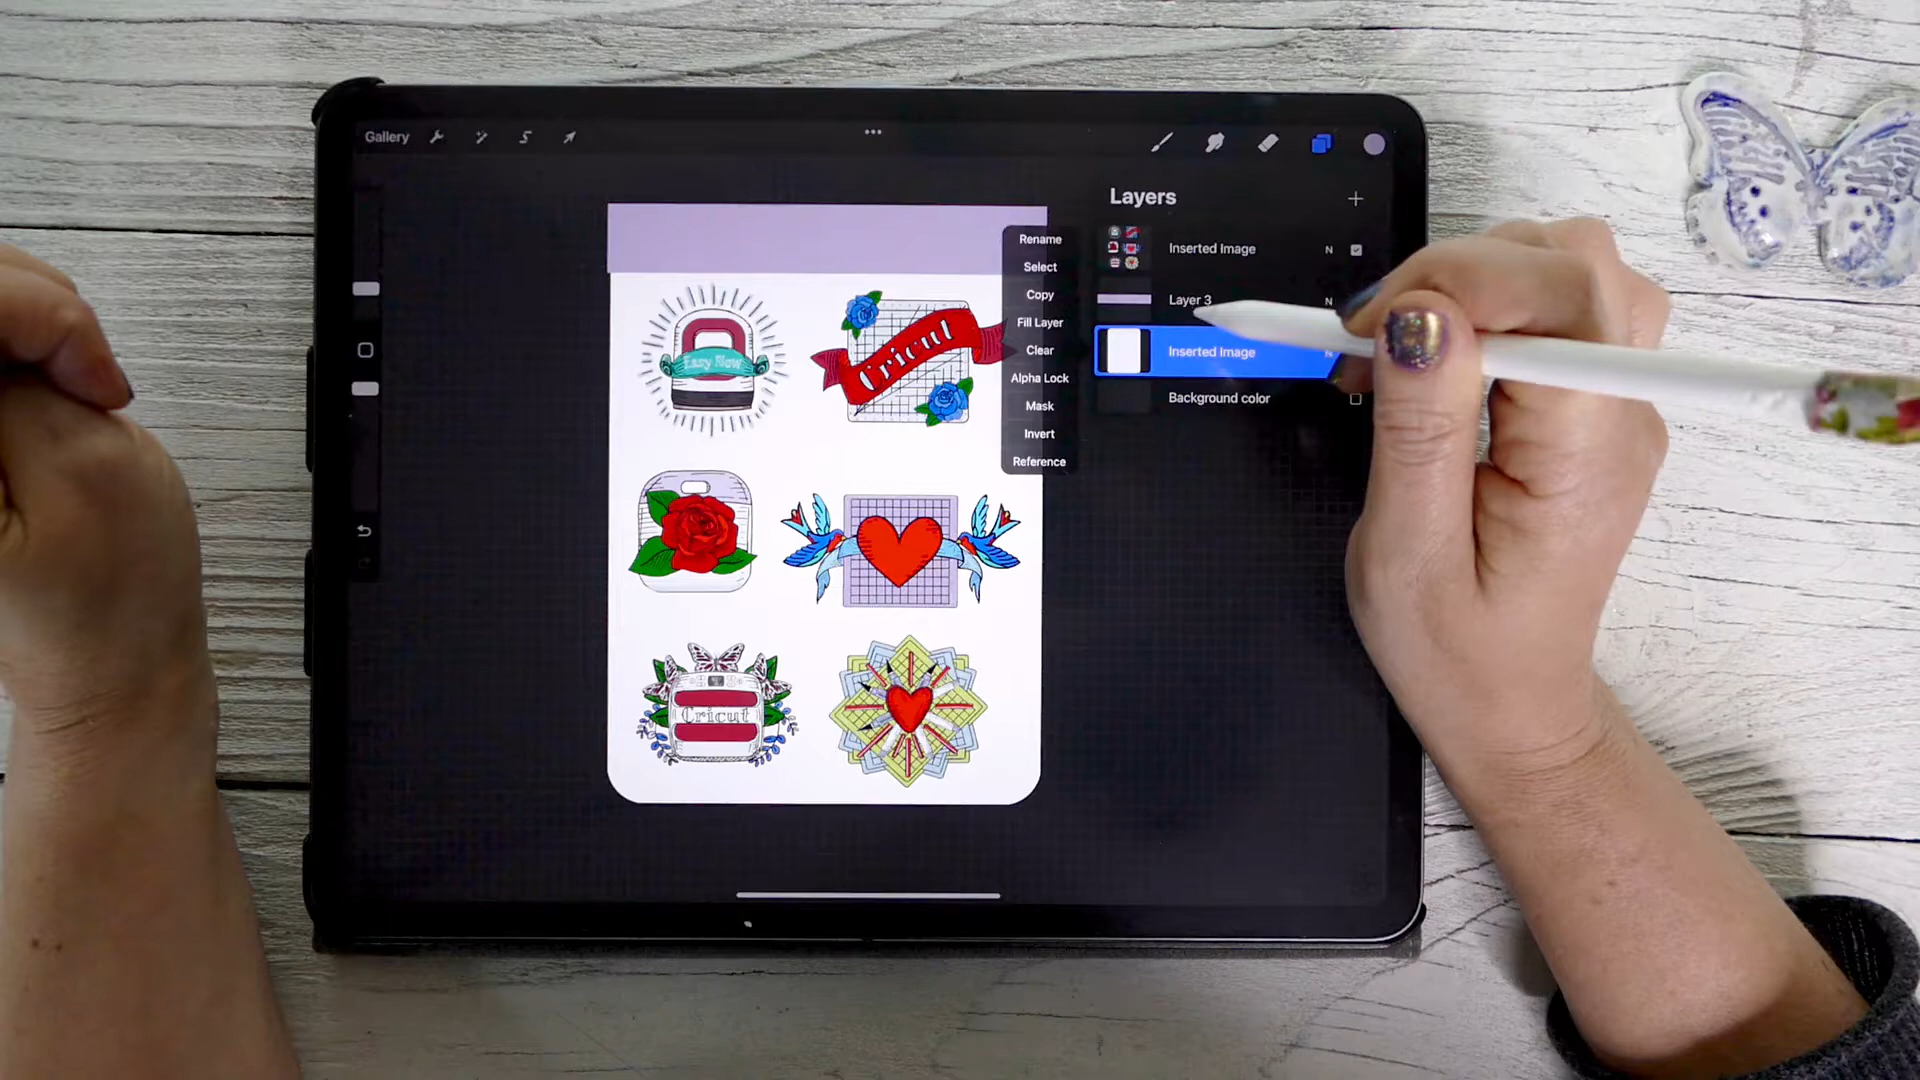 Gallery
Layers
Inserted Image N
Layer 3 N
Inserted Image N
Background color
Rename
Select
Copy
Fill Layer
Clear
Alpha Lock
Mask
Invert
Reference
Easy Now
Cricut
Cricut